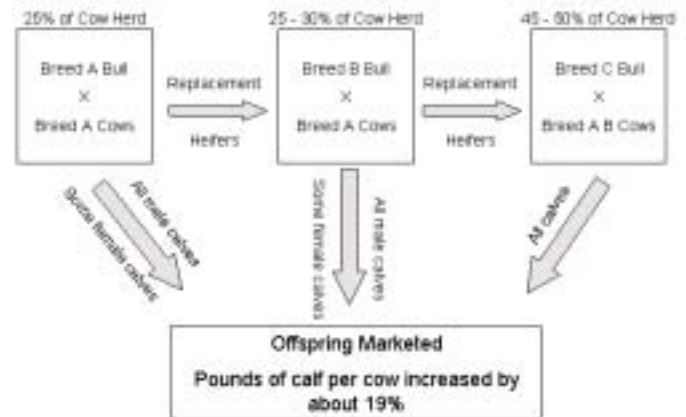 25% of Cow Herd
25 - 30% of Cow Herd
45 - 50% of Cow Herd
Breed A Bull
X
Breed A Cows
Replacement
Heifers
Breed B Bull
X
Breed A Cows
Replacement
Heifers
Breed C Bull
X
Breed A B Cows
All male calves
Some female calves
Some female calves
All male calves
All calves
Offspring Marketed
Pounds of calf per cow increased by
about 19%